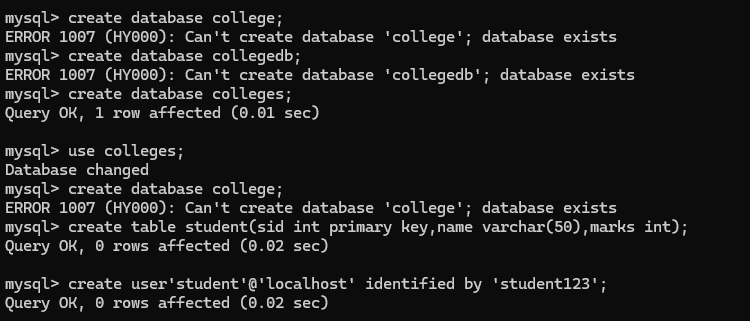 mysql> create database college;
ERROR 1007 (HY000): Can't create database 'college'; database exists
mysql> create database collegedb;
ERROR 1007 (HY000): Can't create database 'collegedb'; database exists
mysql> create database colleges;
Query OK, 1 row affected (0.01 sec)
mysql> use colleges;
Database changed
mysql> create database college;
ERROR 1007 (HY000): Can't create database 'college'; database exists
mysql> create table student(sid int primary key,name varchar(50),marks int);
Query OK, 0 rows affected (0.02 sec)
mysql> create user'student'@'localhost' identified by 'student123';
Query OK, 0 rows affected (0.02 sec)